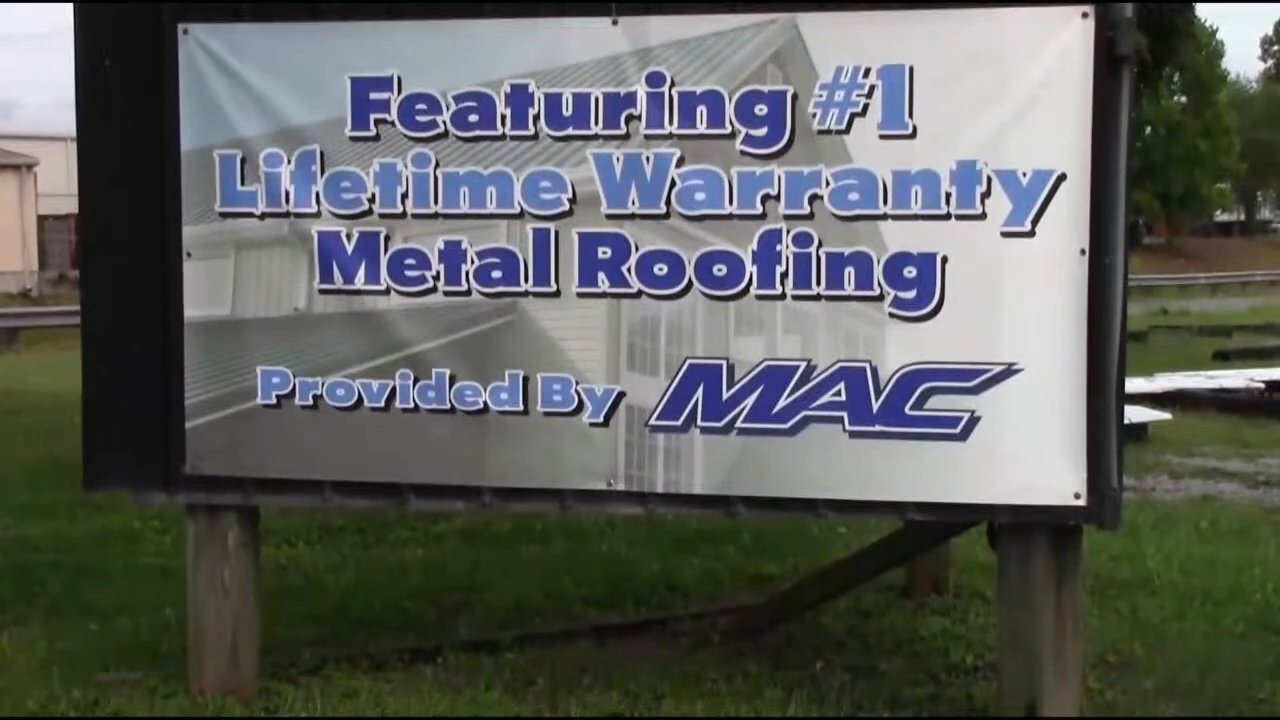 Featuring #1
Lifetime Warranty
Metal Roofing
Provided By MAC